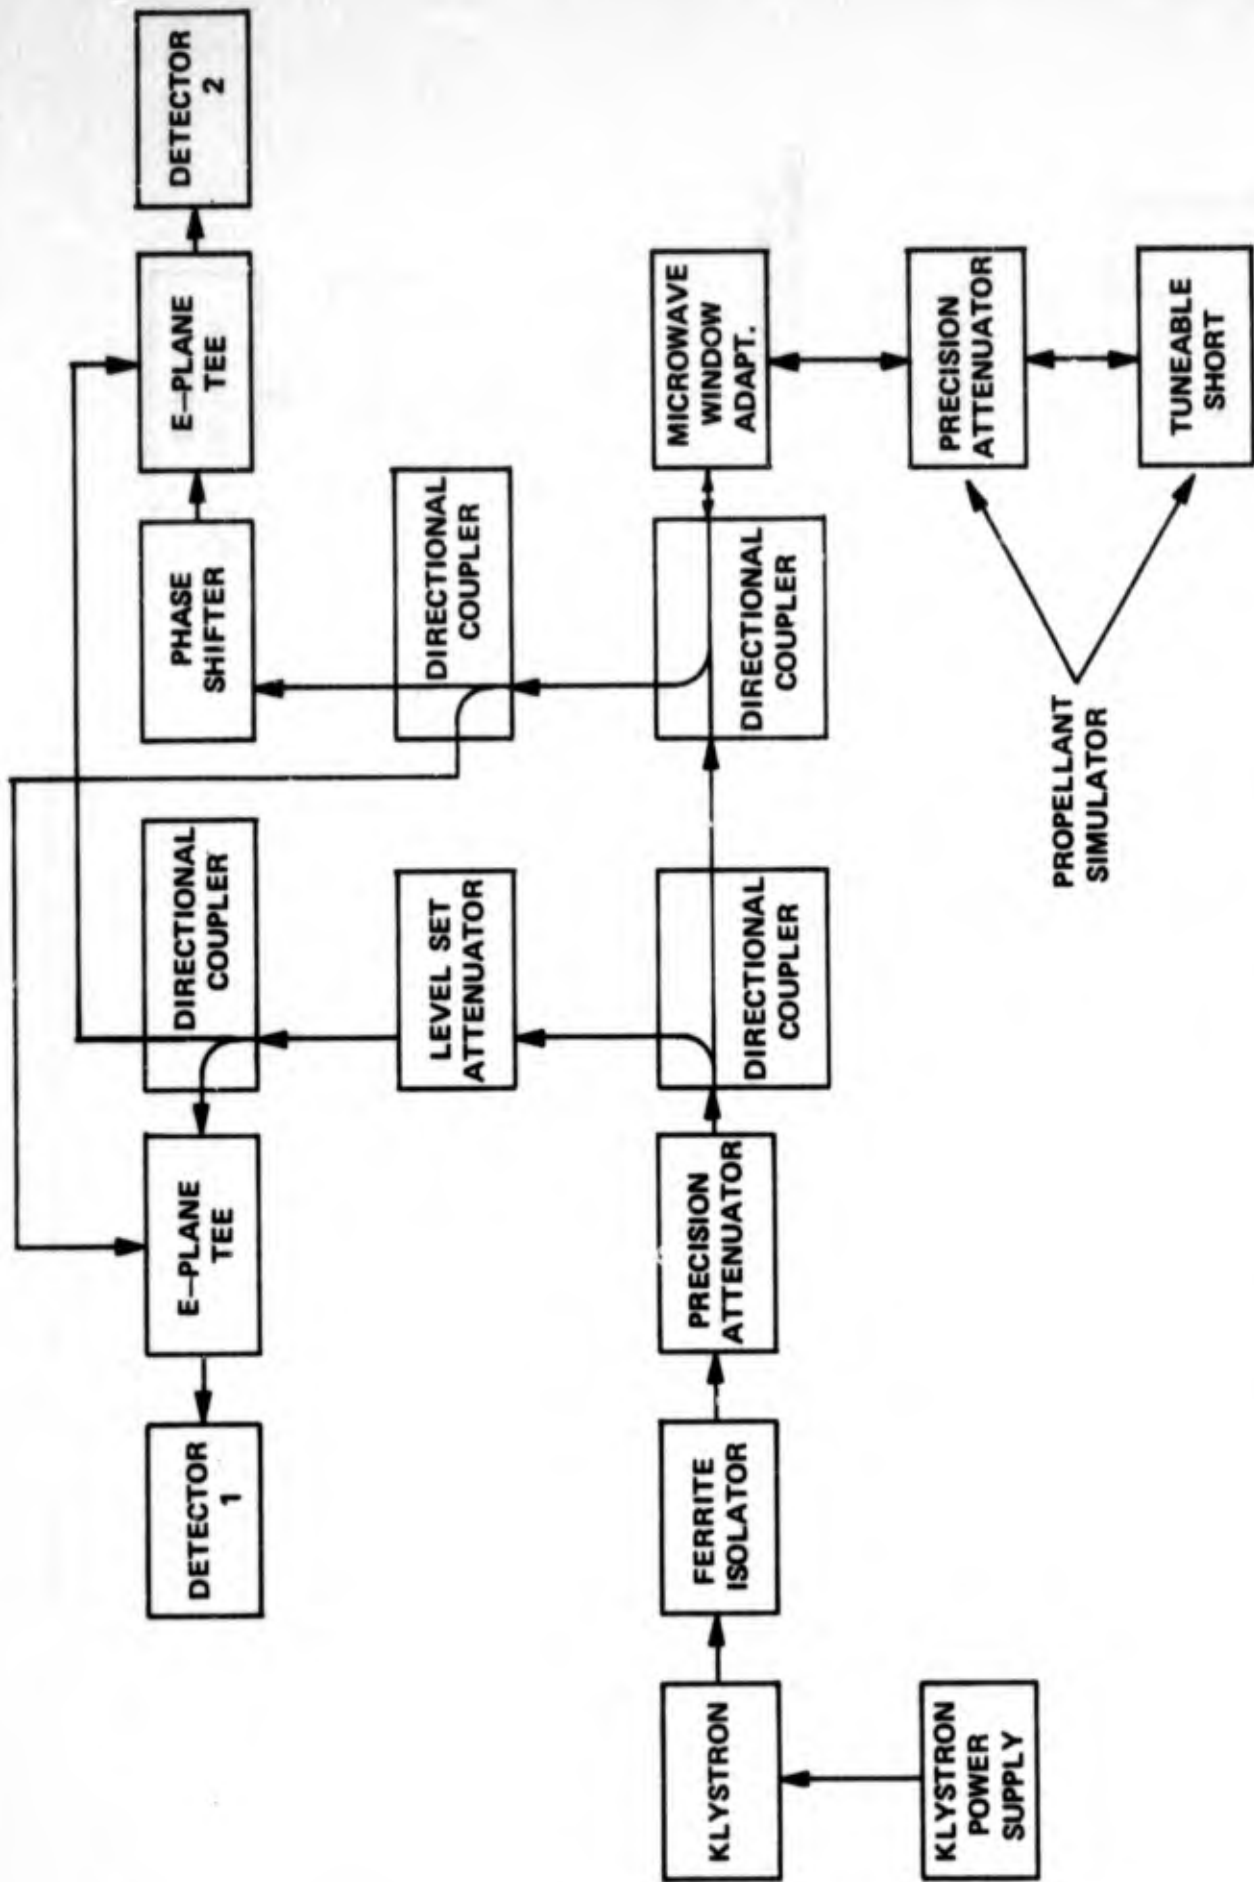 DETECTOR
1
E–PLANE
TEE
DIRECTIONAL
COUPLER
PHASE
SHIFTER
E–PLANE
TEE
DETECTOR
2
LEVEL SET
ATTENUATOR
DIRECTIONAL
COUPLER
KLYSTRON
FERRITE
ISOLATOR
PRECISION
ATTENUATOR
DIRECTIONAL
COUPLER
DIRECTIONAL
COUPLER
MICROWAVE
WINDOW
ADAPT.
KLYSTRON
POWER
SUPPLY
PROPELLANT
SIMULATOR
PRECISION
ATTENUATOR
TUNEABLE
SHORT